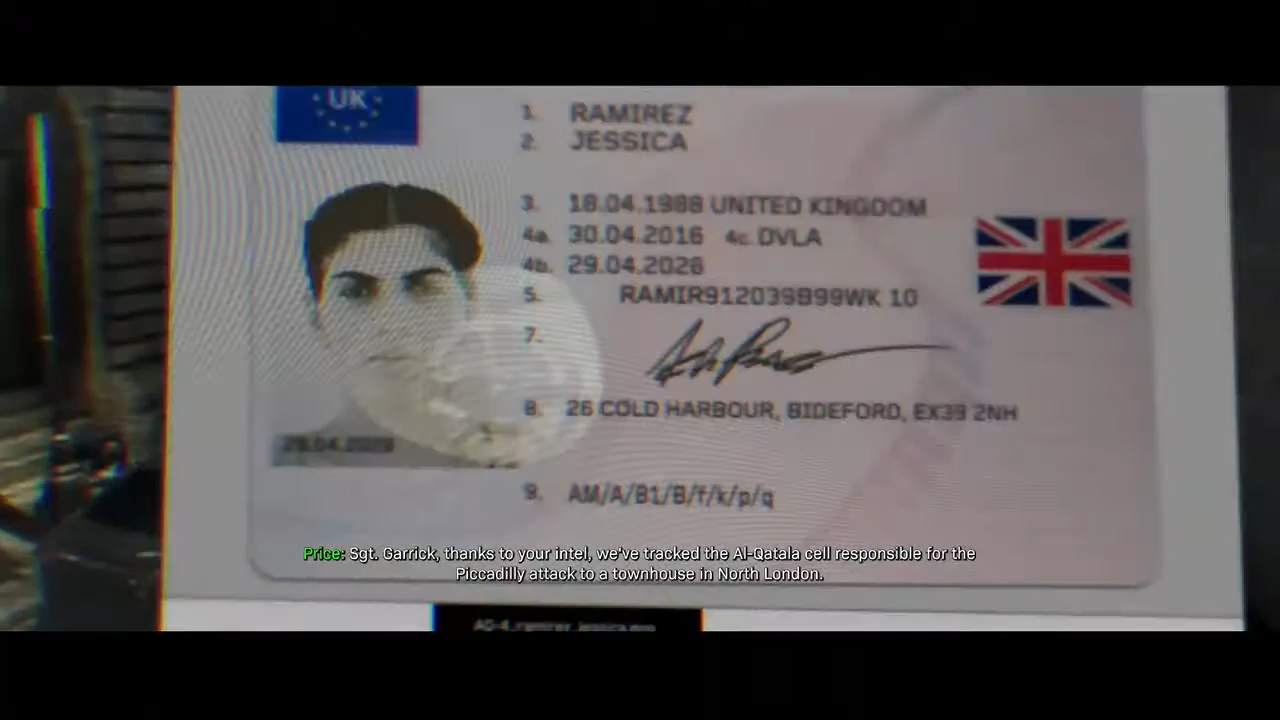 UK
1. RAMIREZ
2. JESSICA
3. 18.04.1988 UNITED KINGDOM
4a. 30.04.2016 4c. DVLA
4b. 29.04.2026
5. RAMIR912039B99WK 10
7.
8. 26 COLD HARBOUR, BIDEFORD, EX39 2NH
9. AM/A/B1/B/f/k/p/q
Price: Sgt. Garrick, thanks to your intel, we've tracked the Al-Qatala cell responsible for the
Piccadilly attack to a townhouse in North London.